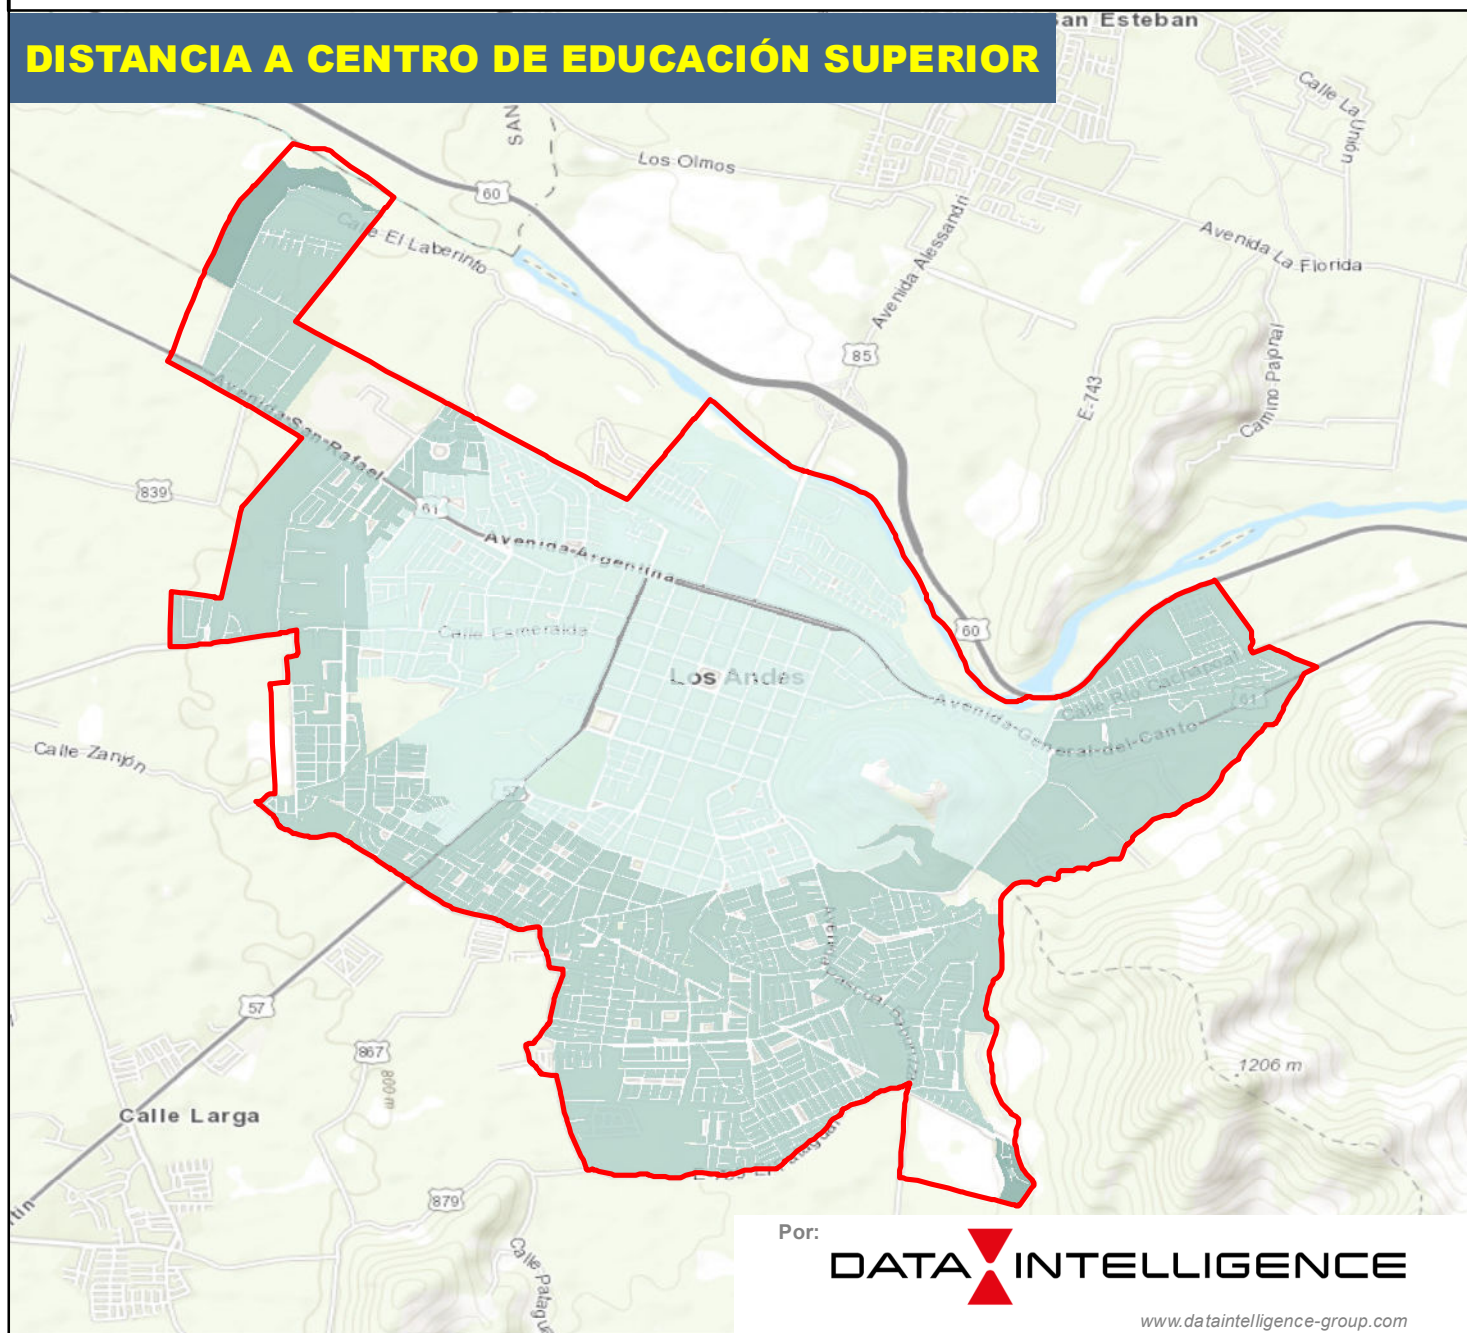 DISTANCIA A CENTRO DE EDUCACIÓN SUPERIOR
San Esteban
SAN
Los Olmos
Calle La Unión
60
Calle El Laberinto
Avenida Alessandri
Avenida La Florida
85
Camino Papiral
E-743
Avenida San Rafael
839
61
Avenida Argentina
Calle Esmeralda
60
Los Andes
Calle Río Cachapoal
61
Avenida General del Canto
Calle Zanjón
57
57
867
800 m
1206 m
Calle Larga
879
Por:
DATA INTELLIGENCE
www.dataintelligence-group.com